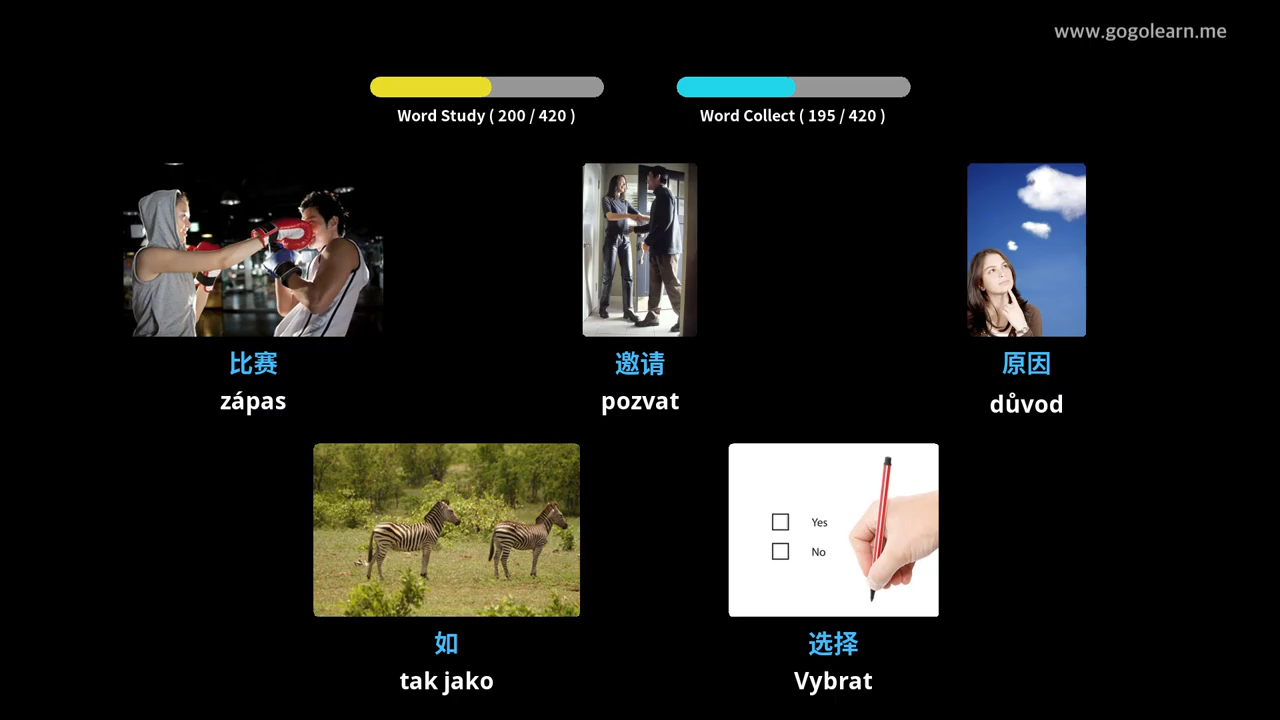 www.gogolearn.me
Word Study ( 200 / 420 )
Word Collect ( 195 / 420 )
比赛
zápas
邀请
pozvat
原因
důvod
Yes
No
如
tak jako
选择
Vybrat